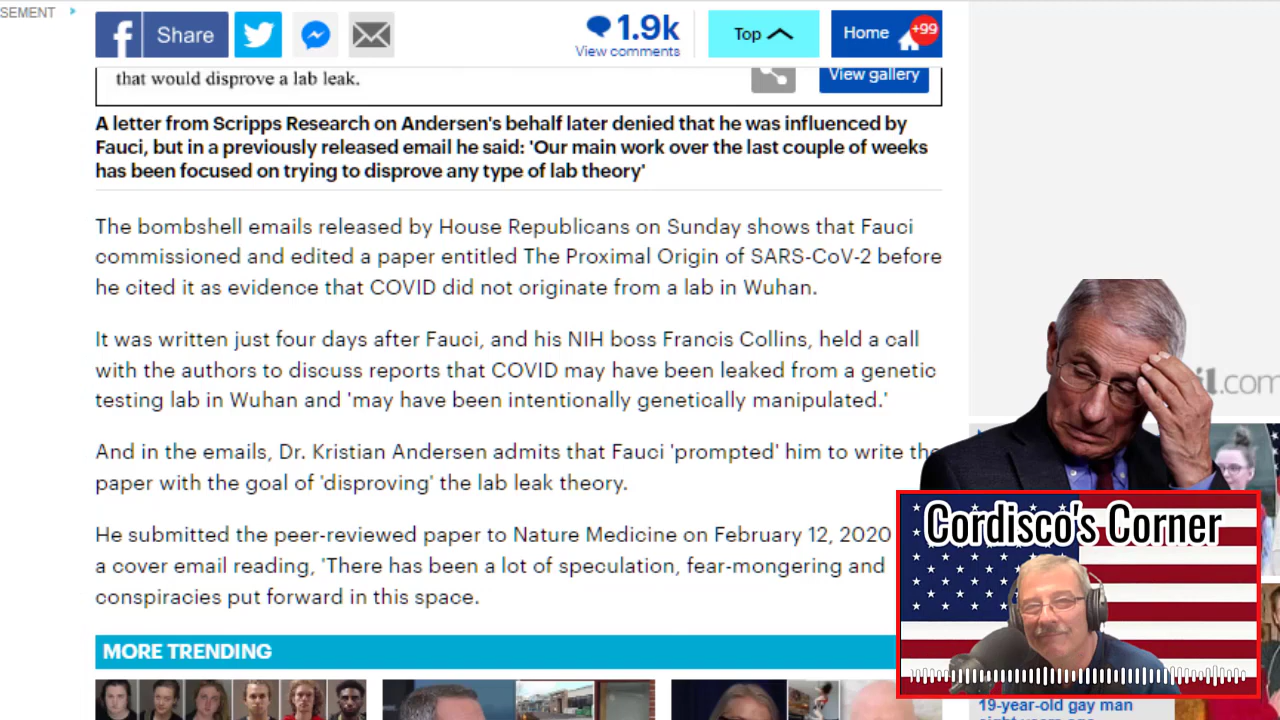 SEMENT
Share
1.9k
View comments
Top
Home
+99
that would disprove a lab leak.
View gallery
A letter from Scripps Research on Andersen's behalf later denied that he was influenced by
Fauci, but in a previously released email he said: 'Our main work over the last couple of weeks
has been focused on trying to disprove any type of lab theory'
The bombshell emails released by House Republicans on Sunday shows that Fauci
commissioned and edited a paper entitled The Proximal Origin of SARS-CoV-2 before
he cited it as evidence that COVID did not originate from a lab in Wuhan.
It was written just four days after Fauci, and his NIH boss Francis Collins, held a call
with the authors to discuss reports that COVID may have been leaked from a genetic
testing lab in Wuhan and 'may have been intentionally genetically manipulated.'
And in the emails, Dr. Kristian Andersen admits that Fauci 'prompted' him to write the
paper with the goal of 'disproving' the lab leak theory.
He submitted the peer-reviewed paper to Nature Medicine on February 12, 2020
a cover email reading, 'There has been a lot of speculation, fear-mongering and
conspiracies put forward in this space.
MORE TRENDING
il.com
Cordisco's Corner
19-year-old gay man